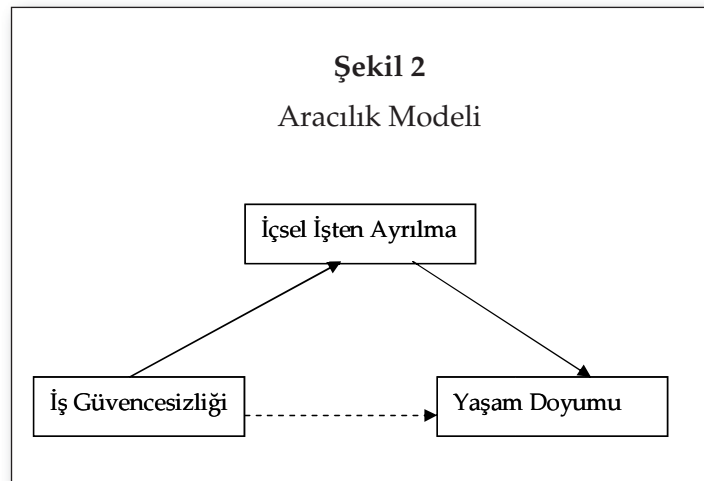 Şekil 2
Aracılık Modeli
İçsel İşten Ayrılma
İş Güvencesizliği
Yaşam Doyumu